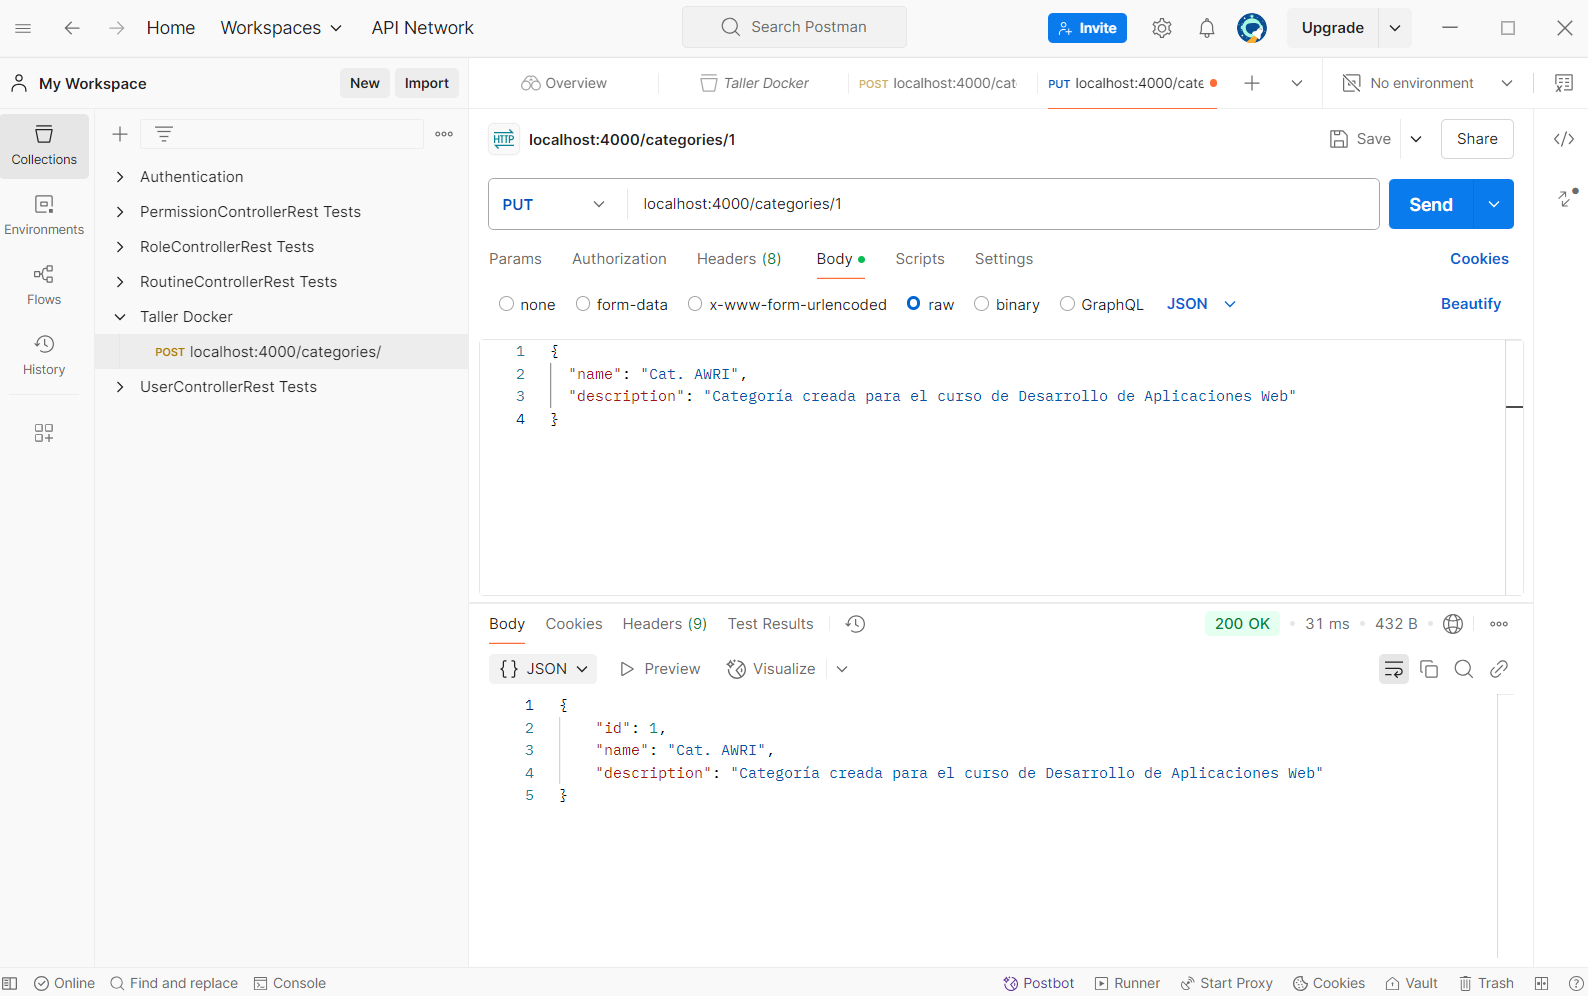 Home Workspaces API Network Search Postman Invite Upgrade
My Workspace New Import Overview Taller Docker POST localhost:4000/cat PUT localhost:4000/cate No environment
Collections
Environments
Flows
History
Authentication
PermissionControllerRest Tests
RoleControllerRest Tests
RoutineControllerRest Tests
Taller Docker
POST localhost:4000/categories/
UserControllerRest Tests
HTTP localhost:4000/categories/1 Save Share
PUT localhost:4000/categories/1 Send
Params Authorization Headers (8) Body Scripts Settings Cookies
none form-data x-www-form-urlencoded raw binary GraphQL JSON Beautify
1 {
2 "name": "Cat. AWRI",
3 "description": "Categoría creada para el curso de Desarrollo de Aplicaciones Web"
4 }
Body Cookies Headers (9) Test Results 200 OK • 31 ms • 432 B •
{} JSON Preview Visualize
1 {
2 "id": 1,
3 "name": "Cat. AWRI",
4 "description": "Categoría creada para el curso de Desarrollo de Aplicaciones Web"
5 }
Online Find and replace Console Postbot Runner Start Proxy Cookies Vault Trash